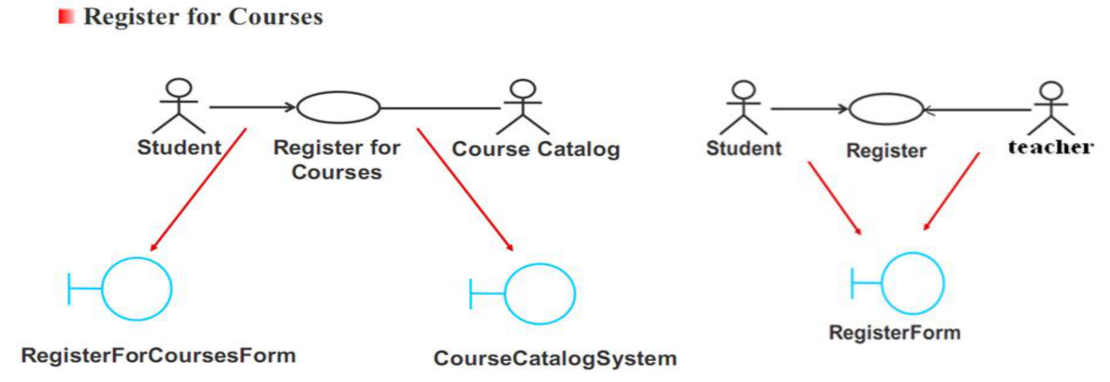 Register for Courses
Student
Register for
Courses
Course Catalog
Student
Register
teacher
RegisterForCoursesForm
CourseCatalogSystem
RegisterForm